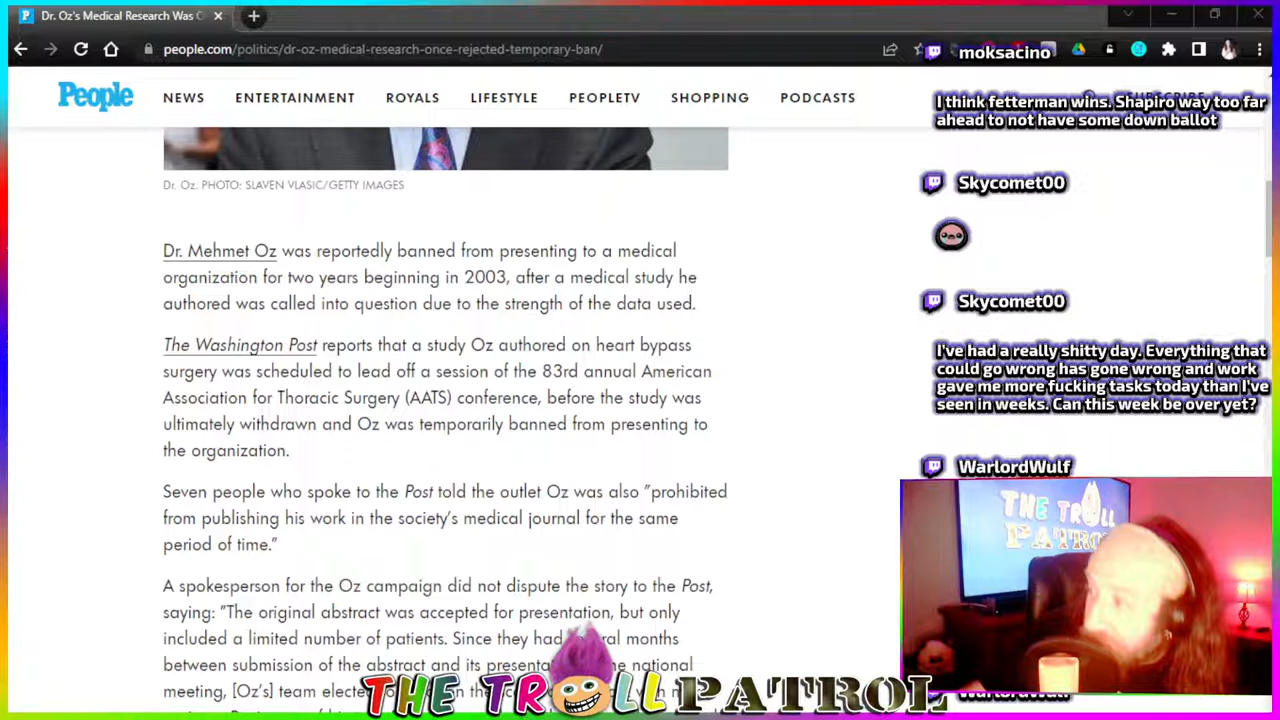 Dr. Oz's Medical Research Was
people.com/politics/dr-oz-medical-research-once-rejected-temporary-ban/
People
NEWS
ENTERTAINMENT
ROYALS
LIFESTYLE
PEOPLETV
SHOPPING
PODCASTS
Dr. Oz. PHOTO: SLAVEN VLASIC/GETTY IMAGES
Dr. Mehmet Oz was reportedly banned from presenting to a medical
organization for two years beginning in 2003, after a medical study he
authored was called into question due to the strength of the data used.
The Washington Post reports that a study Oz authored on heart bypass
surgery was scheduled to lead off a session of the 83rd annual American
Association for Thoracic Surgery (AATS) conference, before the study was
ultimately withdrawn and Oz was temporarily banned from presenting to
the organization.
Seven people who spoke to the Post told the outlet Oz was also "prohibited
from publishing his work in the society's medical journal for the same
period of time."
A spokesperson for the Oz campaign did not dispute the story to the Post,
saying: "The original abstract was accepted for presentation, but only
included a limited number of patients. Since they had months
between submission of the abstract and its national
meeting, [Oz's] team
moksacino
I think fetterman wins. Shapiro way too far
ahead to not have some down ballot
Skycomet00
Skycomet00
I've had a really shitty day. Everything that
could go wrong has gone wrong and work
gave me more fucking tasks today than I've
seen in weeks. Can this week be over yet?
WarlordWulf
THE TROLL
PATROL
WarlordWulf
THE TROLL PATROL